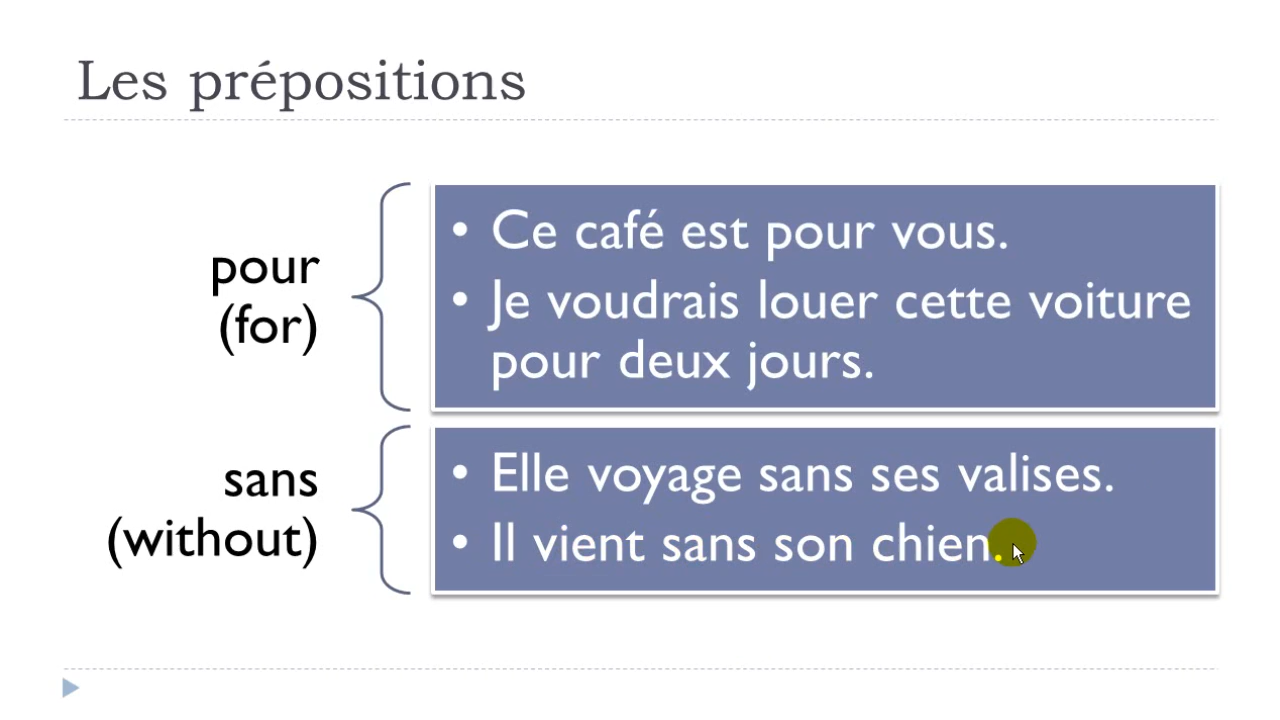 Les prépositions
pour
(for)
• Ce café est pour vous.
• Je voudrais louer cette voiture
pour deux jours.
sans
(without)
• Elle voyage sans ses valises.
• Il vient sans son chien.